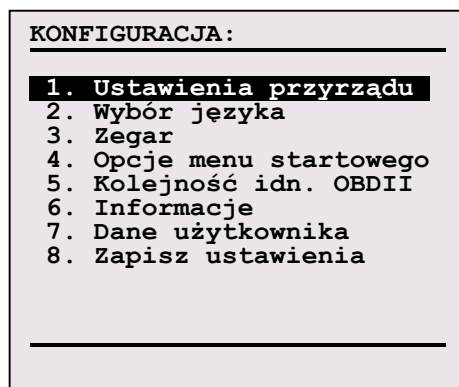 KONFIGURACJA:
1. Ustawienia przyrządu
2. Wybór języka
3. Zegar
4. Opcje menu startowego
5. Kolejność idn. OBDII
6. Informacje
7. Dane użytkownika
8. Zapisz ustawienia